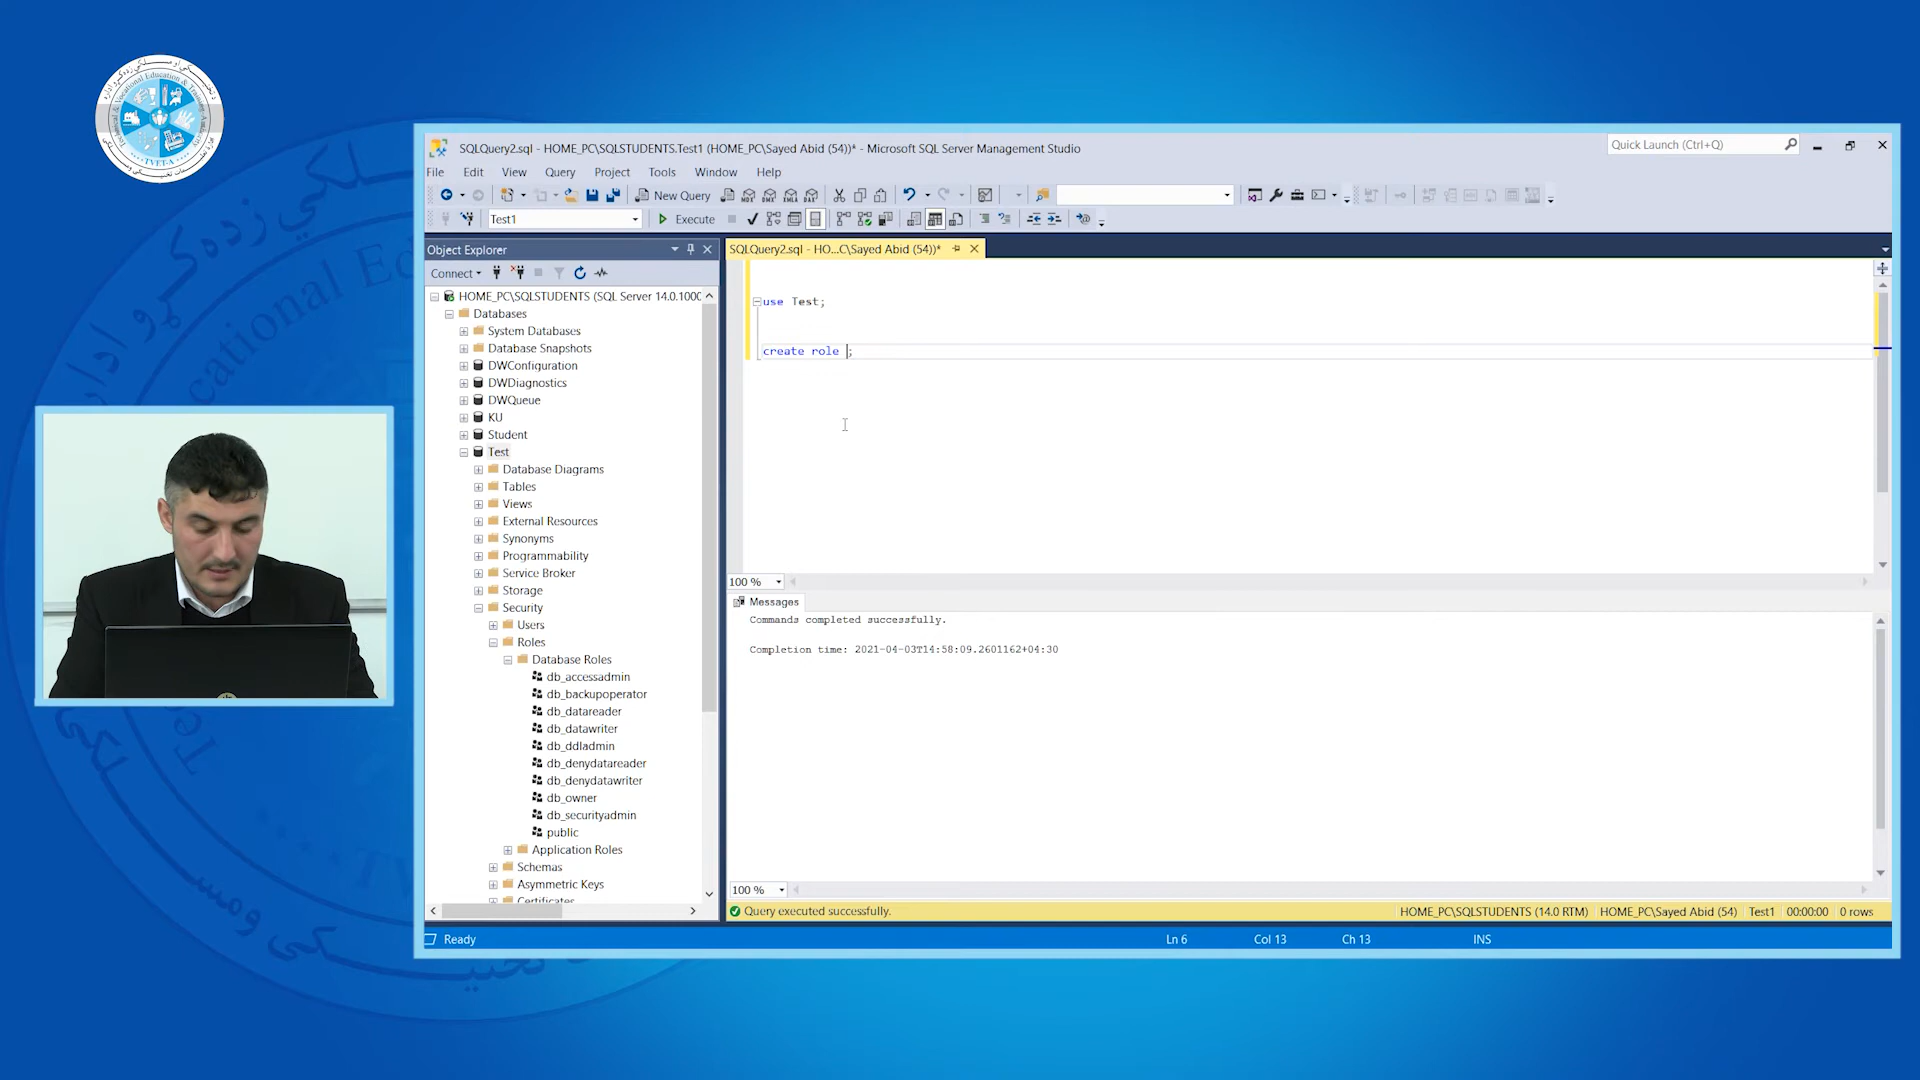 Technical & Vocational Education & Training Authority
TVET-A
SQLQuery2.sql - HOME_PC\SQLSTUDENTS.Test1 (HOME_PC\Sayed Abid (54))* - Microsoft SQL Server Management Studio
Quick Launch (Ctrl+Q)
File Edit View Query Project Tools Window Help
New Query
Test1
Execute
Object Explorer
SQLQuery2.sql - HO...C\Sayed Abid (54))*
Connect
HOME_PC\SQLSTUDENTS (SQL Server 14.0.1000
Databases
System Databases
Database Snapshots
DWConfiguration
DWDiagnostics
DWQueue
KU
Student
Test
Database Diagrams
Tables
Views
External Resources
Synonyms
Programmability
Service Broker
Storage
Security
Users
Roles
Database Roles
db_accessadmin
db_backupoperator
db_datareader
db_datawriter
db_ddladmin
db_denydatareader
db_denydatawriter
db_owner
db_securityadmin
public
Application Roles
Schemas
Asymmetric Keys
Certificates
use Test;
create role ;
100 %
Messages
Commands completed successfully.
Completion time: 2021-04-03T14:58:09.2601162+04:30
100 %
Query executed successfully.
HOME_PC\SQLSTUDENTS (14.0 RTM) HOME_PC\Sayed Abid (54) Test1 00:00:00 0 rows
Ready
Ln 6 Col 13 Ch 13 INS